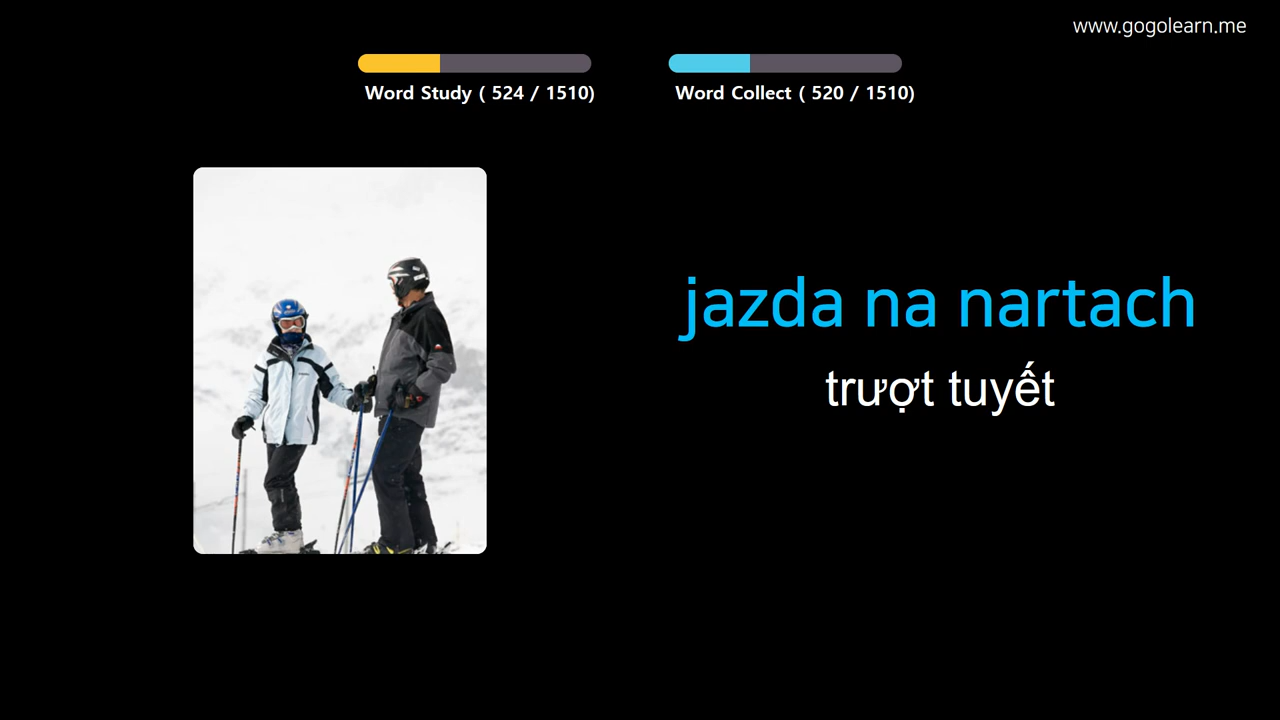 www.gogolearn.me
Word Study ( 524 / 1510)
Word Collect ( 520 / 1510)
jazda na nartach
trượt tuyết